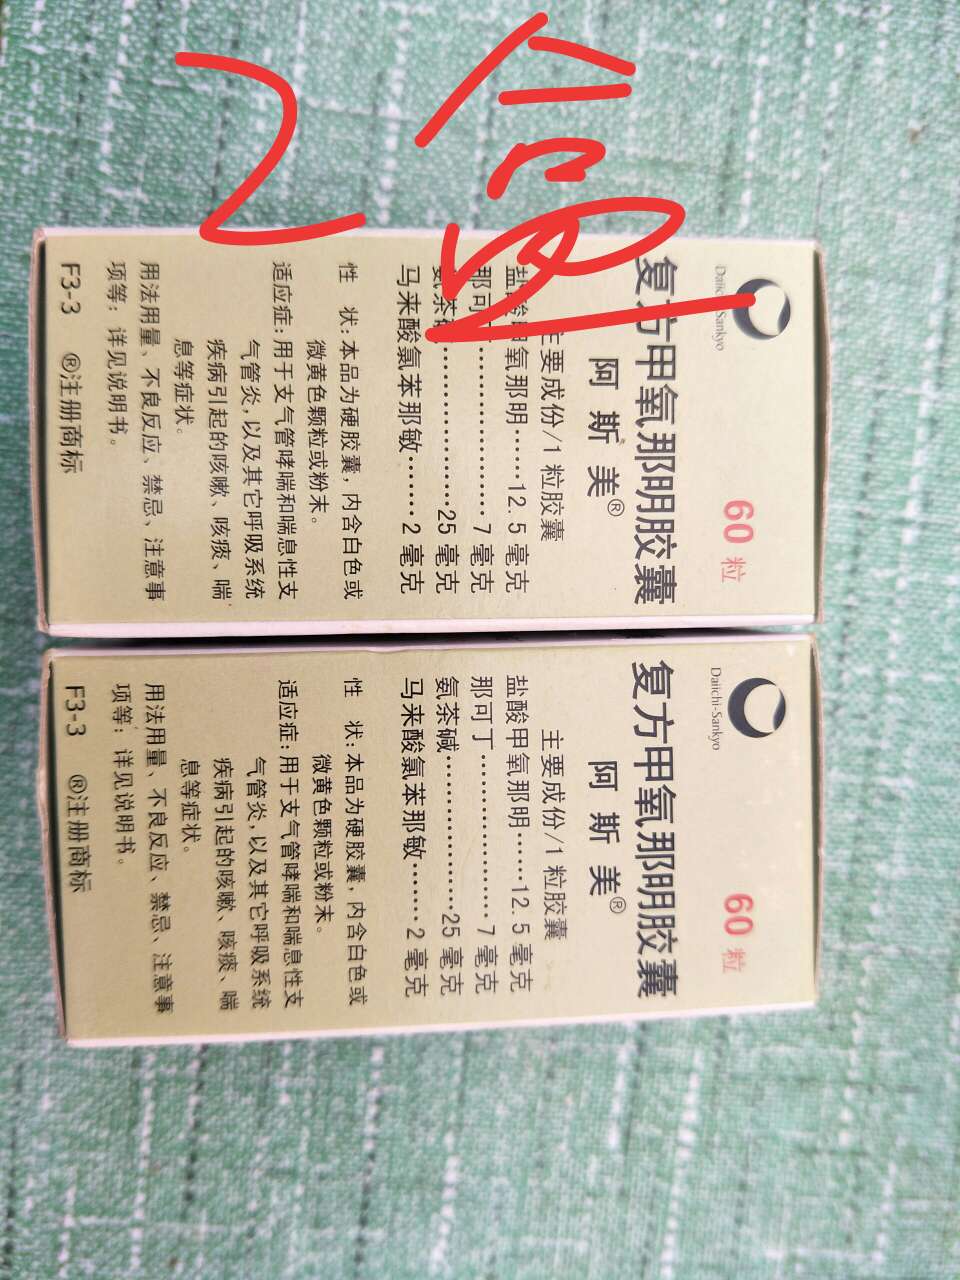 2盒
Daiichi-Sankyo
60粒
复方甲氧那明胶囊
阿斯美®
主要成份/1粒胶囊
盐酸甲氧那明······12.5毫克
那可丁···············7毫克
氨茶碱···············25毫克
马来酸氯苯那敏······2毫克
性 状:本品为硬胶囊,内含白色或
微黄色颗粒或粉末。
适应症:用于支气管哮喘和喘息性支
气管炎,以及其它呼吸系统
疾病引起的咳嗽、咳痰、喘
息等症状。
用法用量、不良反应、禁忌、注意事
项等:详见说明书。
F3-3 ®注册商标
Daiichi-Sankyo
60粒
复方甲氧那明胶囊
阿斯美®
主要成份/1粒胶囊
盐酸甲氧那明······12.5毫克
那可丁···············7毫克
氨茶碱···············25毫克
马来酸氯苯那敏······2毫克
性 状:本品为硬胶囊,内含白色或
微黄色颗粒或粉末。
适应症:用于支气管哮喘和喘息性支
气管炎,以及其它呼吸系统
疾病引起的咳嗽、咳痰、喘
息等症状。
用法用量、不良反应、禁忌、注意事
项等:详见说明书。
F3-3 ®注册商标